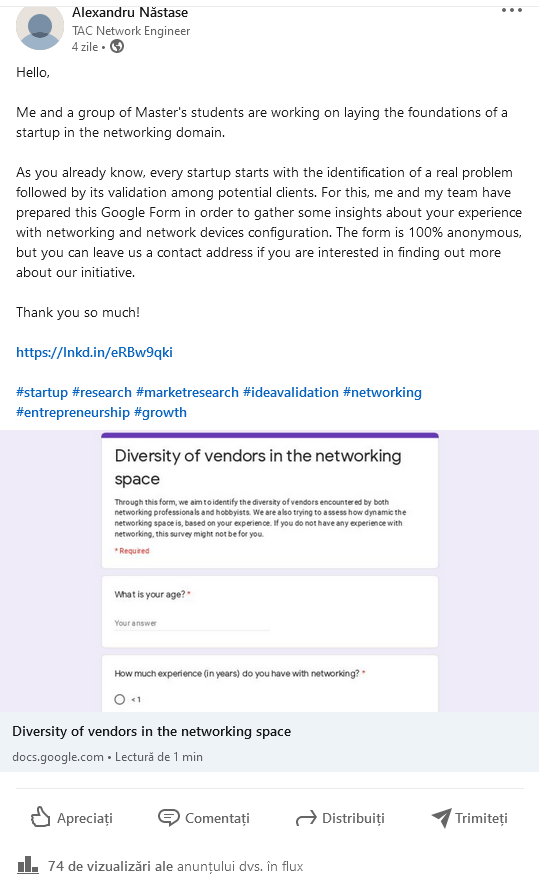 Alexandru Năstase
TAC Network Engineer
4 zile •
Hello,
Me and a group of Master's students are working on laying the foundations of a
startup in the networking domain.
As you already know, every startup starts with the identification of a real problem
followed by its validation among potential clients. For this, me and my team have
prepared this Google Form in order to gather some insights about your experience
with networking and network devices configuration. The form is 100% anonymous,
but you can leave us a contact address if you are interested in finding out more
about our initiative.
Thank you so much!
https://lnkd.in/eRBw9qki
#startup #research #marketresearch #ideavalidation #networking
#entrepreneurship #growth
Diversity of vendors in the networking
space
Through this form, we aim to identify the diversity of vendors encountered by both
networking professionals and hobbyists. We are also trying to assess how dynamic the
networking space is, based on your experience. If you do not have any experience with
networking, this survey might not be for you.
* Required
What is your age? *
Your answer
How much experience (in years) do you have with networking? *
< 1
Diversity of vendors in the networking space
docs.google.com • Lectură de 1 min
Apreciați
Comentați
Distribuiți
Trimiteți
74 de vizualizări ale anunțului dvs. în flux